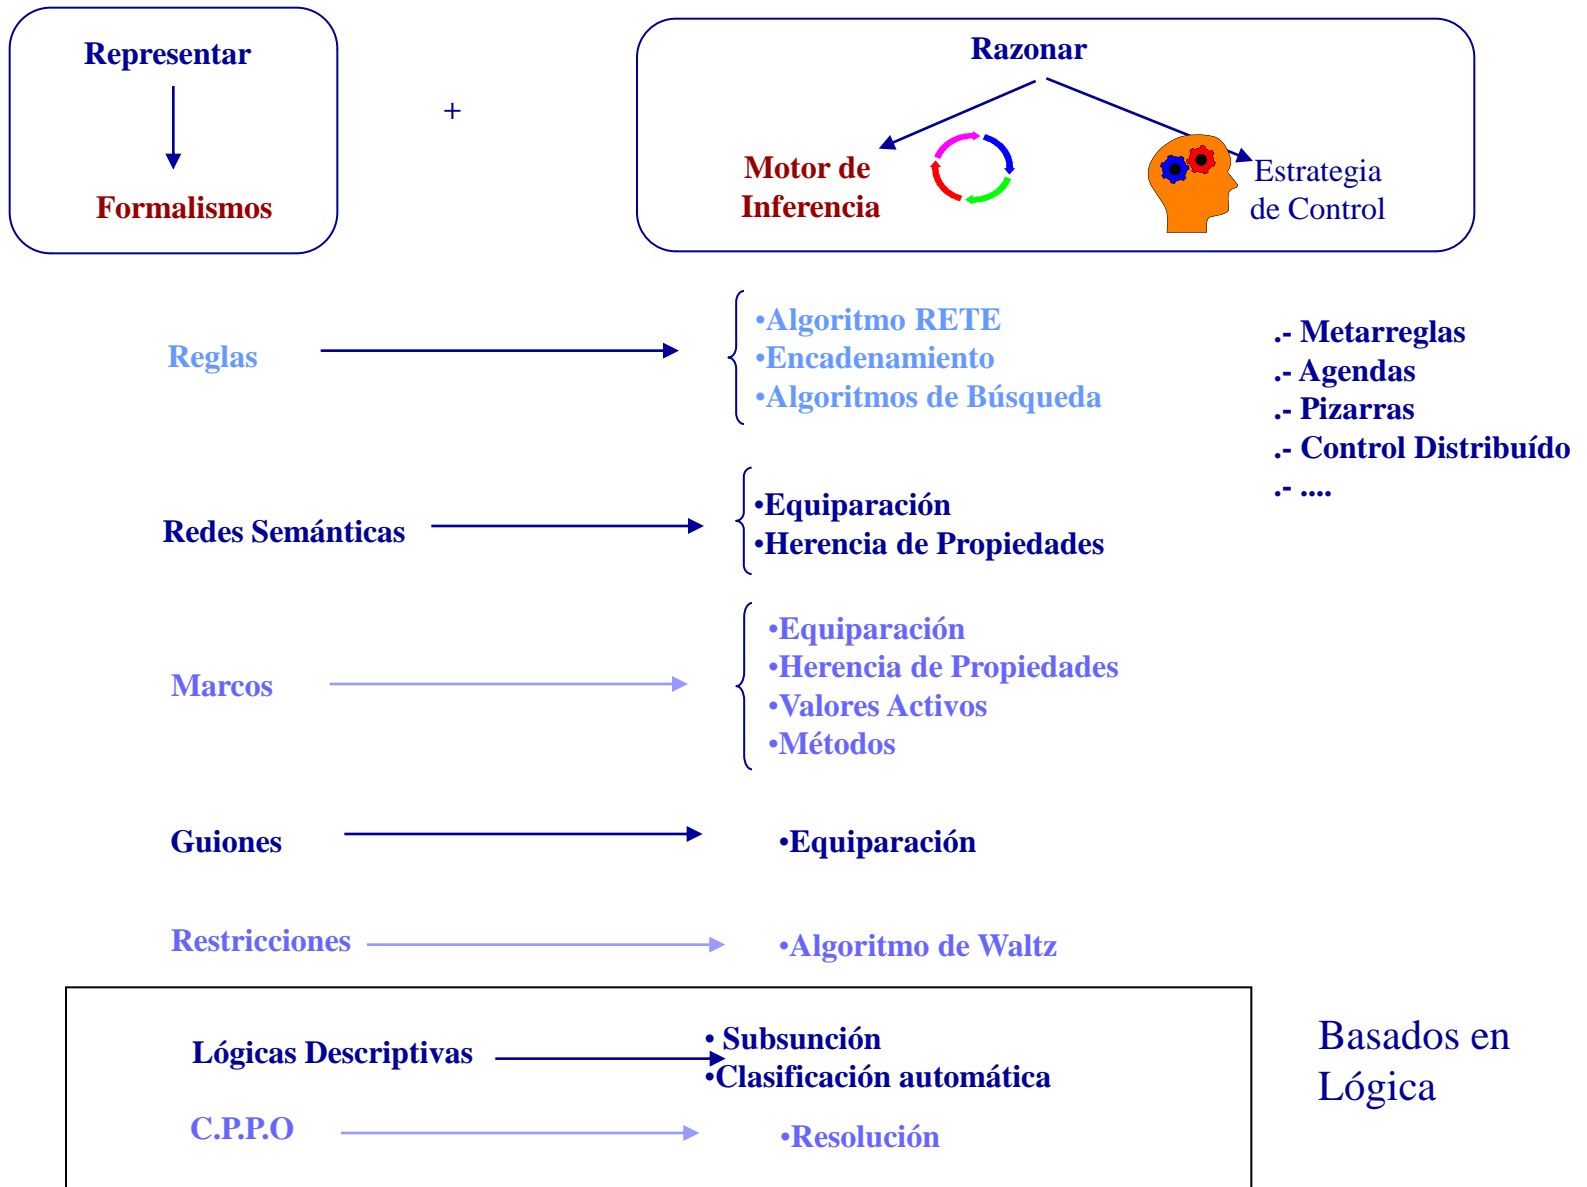 Representar
Formalismos
+
Razonar
Motor de
Inferencia
Estrategia
de Control
Reglas
•Algoritmo RETE
•Encadenamiento
•Algoritmos de Búsqueda
.- Metarreglas
.- Agendas
.- Pizarras
.- Control Distribuído
.- ....
Redes Semánticas
•Equiparación
•Herencia de Propiedades
Marcos
•Equiparación
•Herencia de Propiedades
•Valores Activos
•Métodos
Guiones
•Equiparación
Restricciones
•Algoritmo de Waltz
Lógicas Descriptivas
• Subsunción
•Clasificación automática
C.P.P.O
•Resolución
Basados en
Lógica